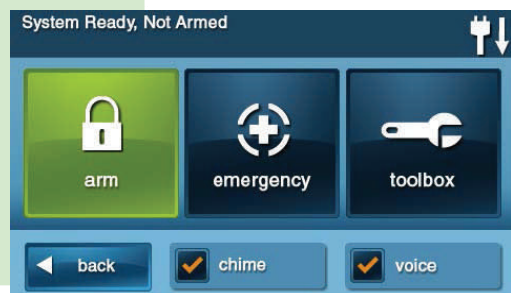 System Ready, Not Armed
arm
emergency
toolbox
back
chime
voice